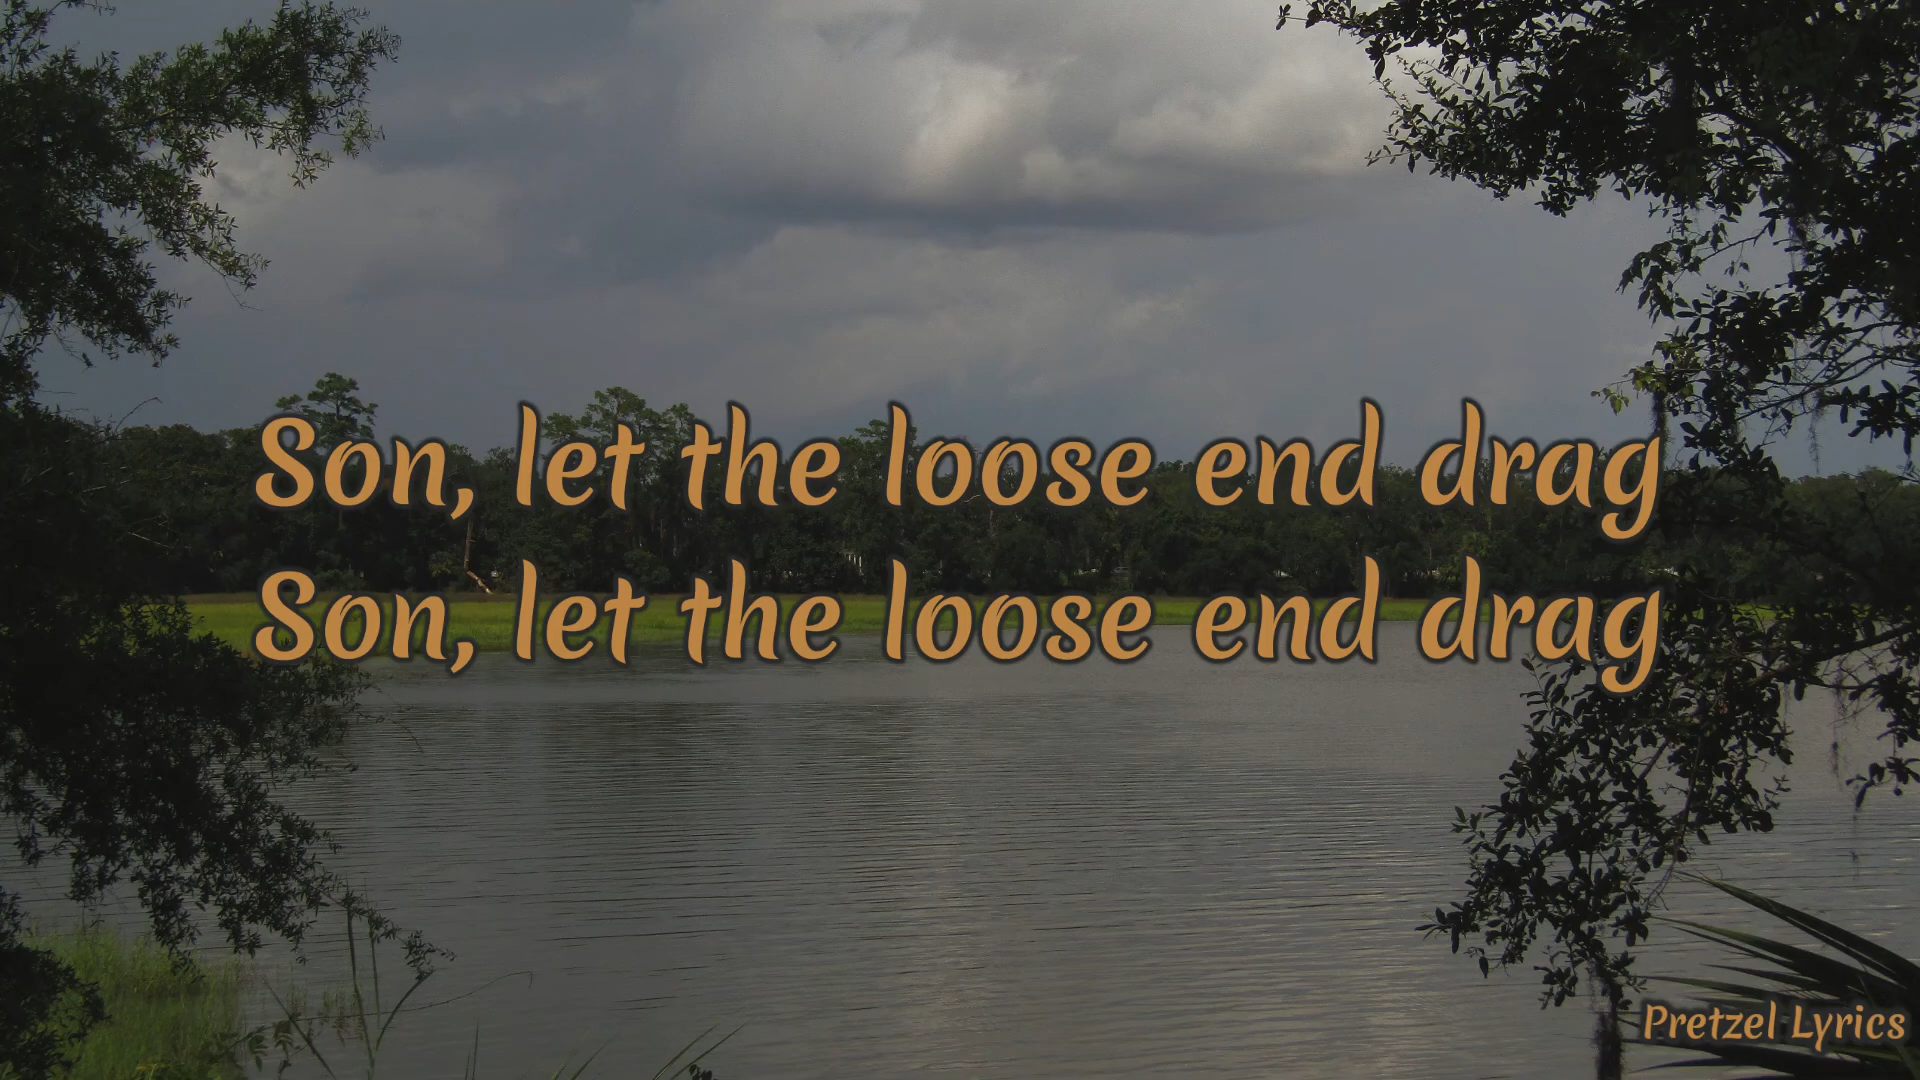 Son, let the loose end drag
Son, let the loose end drag
Pretzel Lyrics